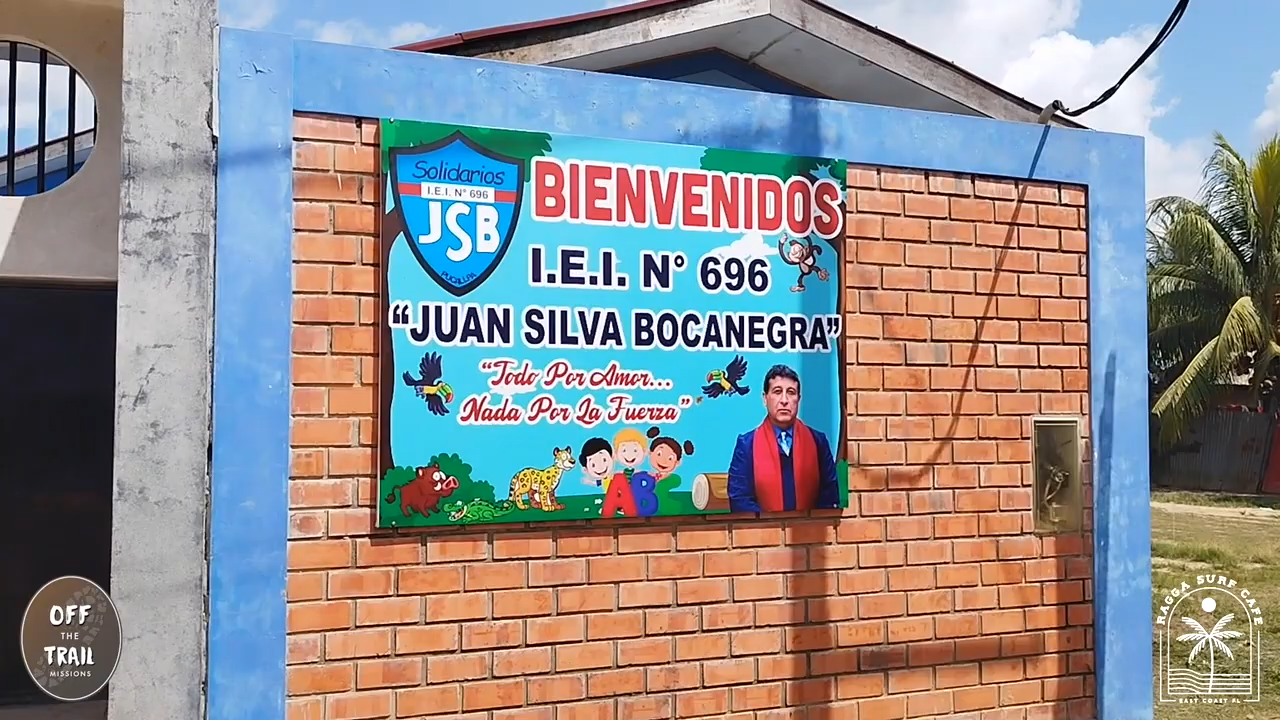 Solidarios
I.E.I. N° 696
JSB
PUCALLPA
BIENVENIDOS
I.E.I. N° 696
“JUAN SILVA BOCANEGRA”
“Todo Por Amor...
Nada Por La Fuerza”
ABC
OFF
THE
TRAIL
MISSIONS
RAGGA SURF CAFE
EAST COAST FL